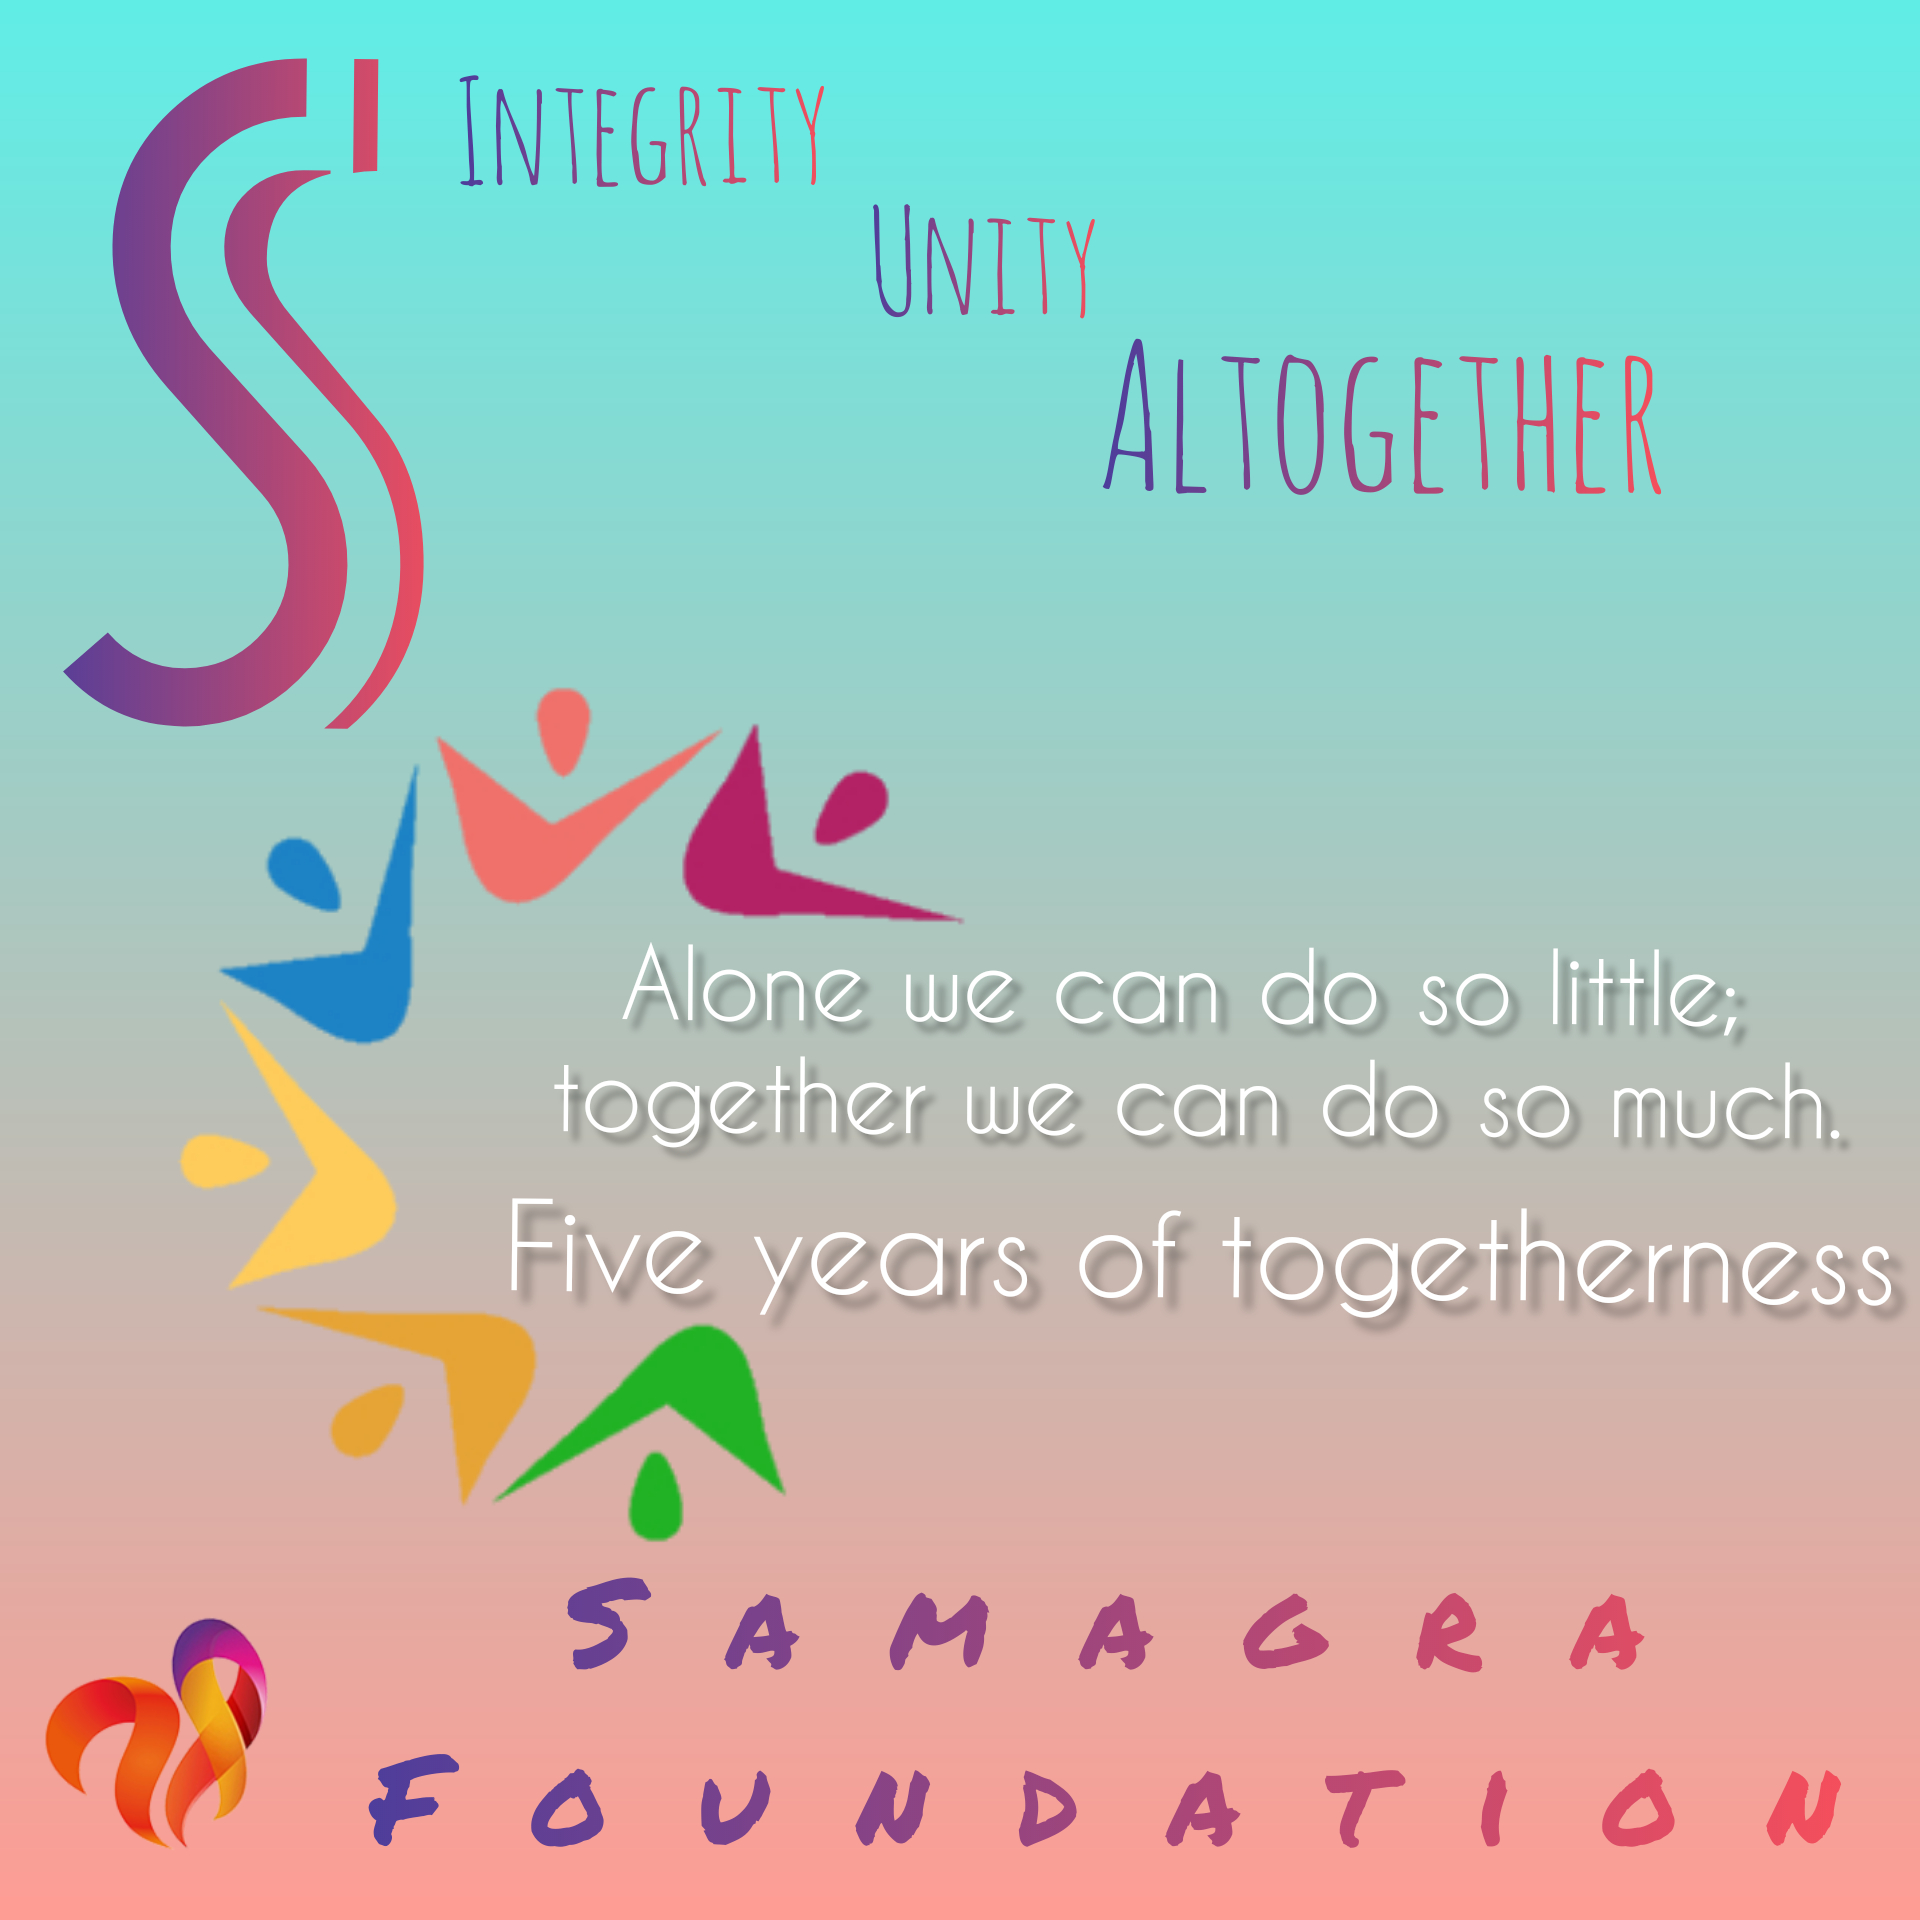 S
Integrity
Unity
Altogether
Alone we can do so little;
together we can do so much.
Five years of togetherness
Samagra
Foundation